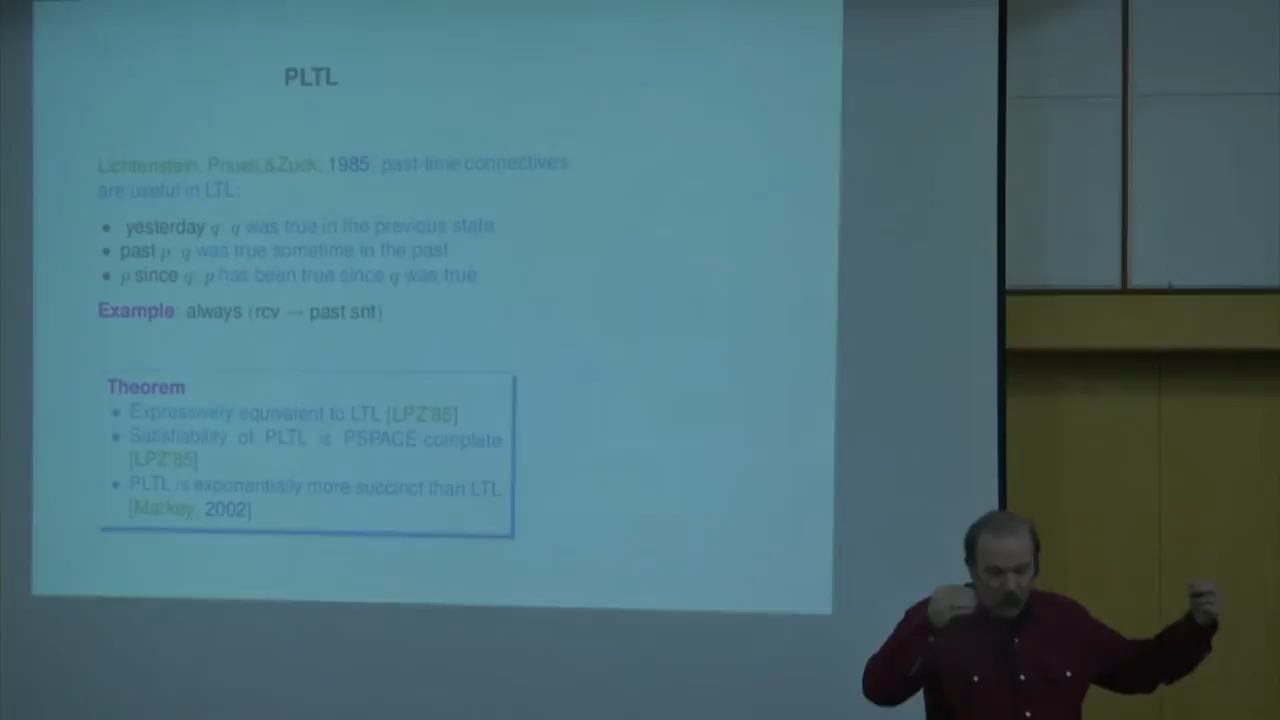 PLTL
Lichtenstein, Pnueli,&Zuck, 1985: past-time connectives
are useful in LTL:
• yesterday q: q was true in the previous state
• past p: q was true sometime in the past
• p since q: p has been true since q was true
Example: always (rcv → past snt)
Theorem
• Expressively equivalent to LTL [LPZ'85]
• Satisfiability of PLTL is PSPACE-complete
[LPZ'85]
• PLTL is exponentially more succinct than LTL
[Markey, 2002]